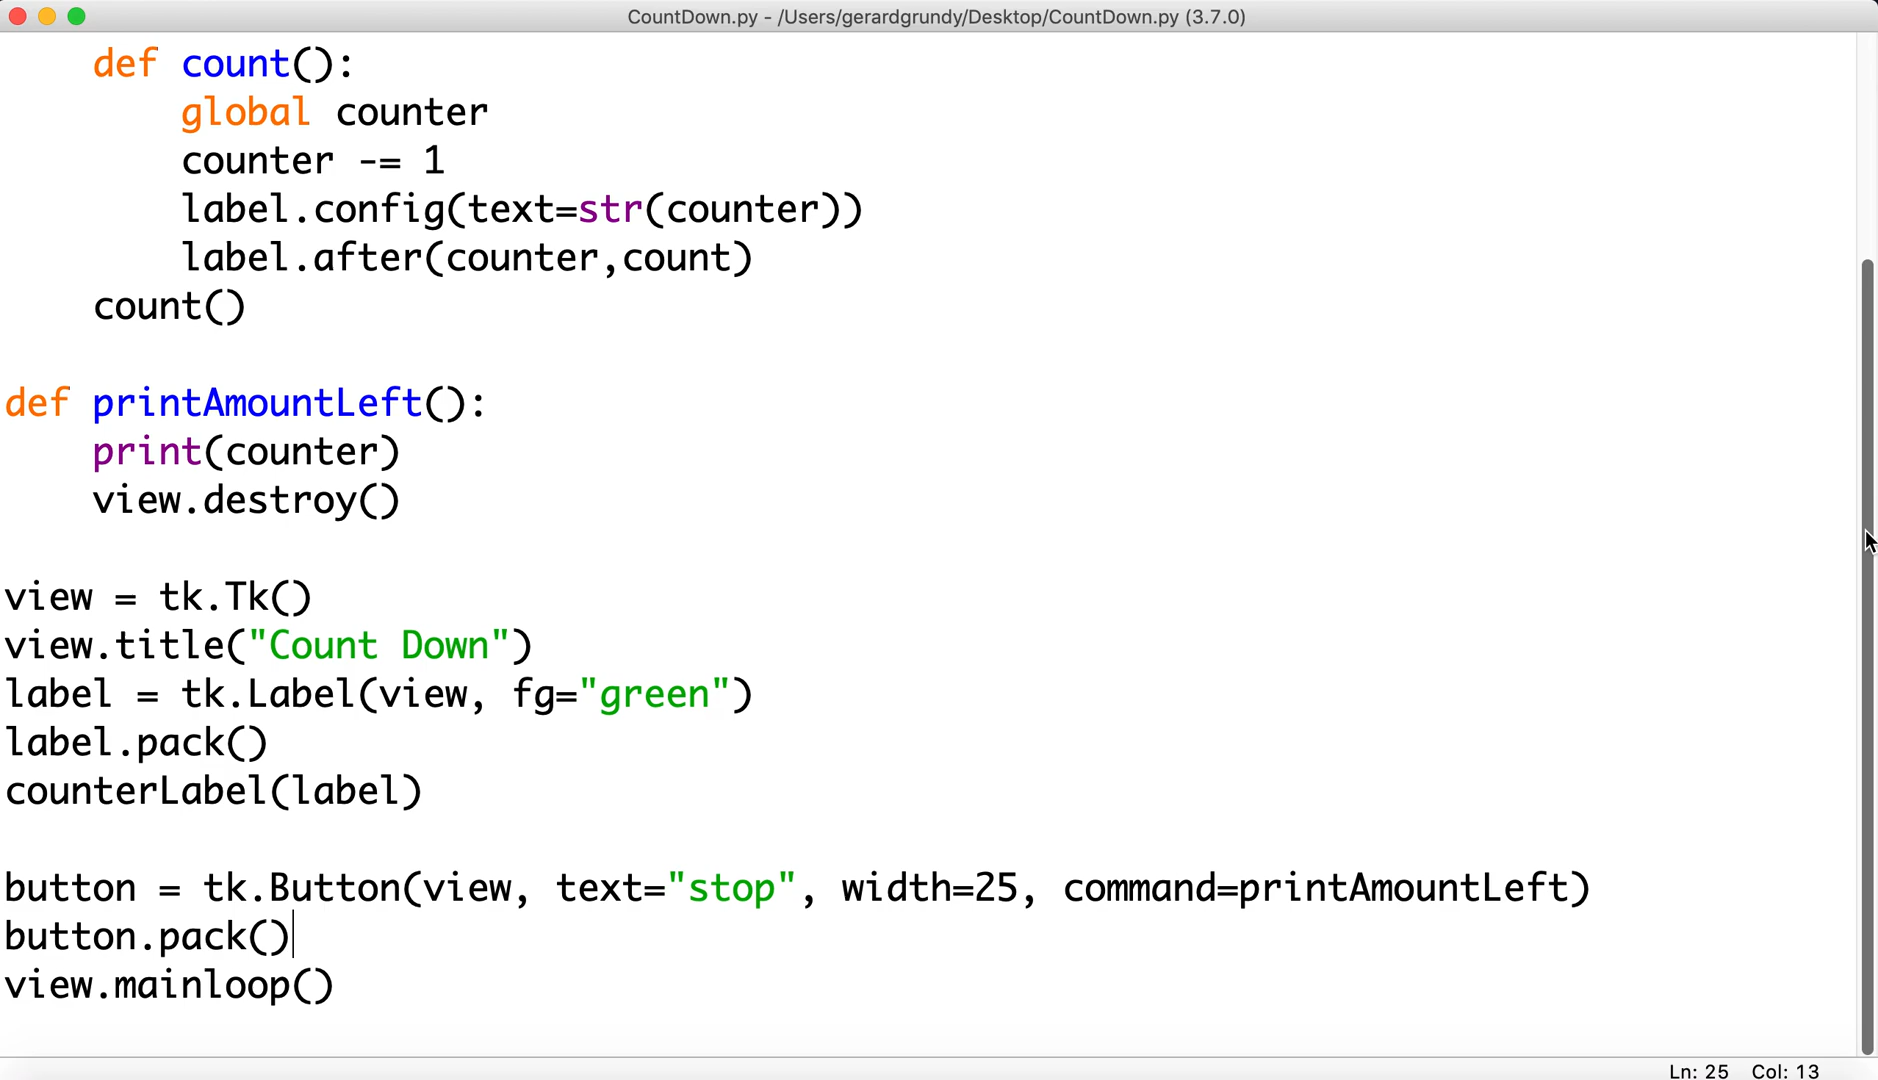 CountDown.py - /Users/gerardgrundy/Desktop/CountDown.py (3.7.0)
    def count():
        global counter
        counter -= 1
        label.config(text=str(counter))
        label.after(counter,count)
    count()

def printAmountLeft():
    print(counter)
    view.destroy()

view = tk.Tk()
view.title("Count Down")
label = tk.Label(view, fg="green")
label.pack()
counterLabel(label)

button = tk.Button(view, text="stop", width=25, command=printAmountLeft)
button.pack()
view.mainloop()
Ln: 25 Col: 13